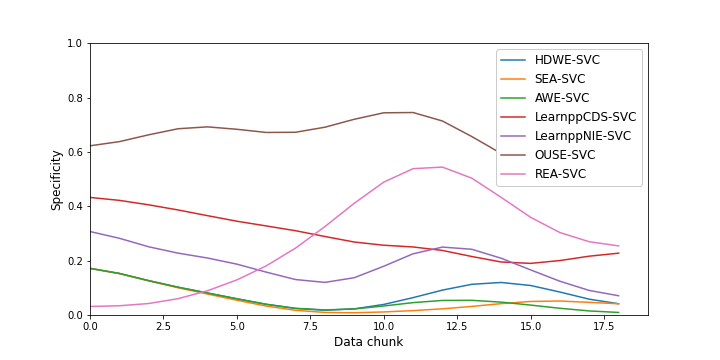 1.0
0.8
0.6
0.4
0.2
0.0
Specificity
0.0
2.5
5.0
7.5
10.0
12.5
15.0
17.5
Data chunk
HDWE-SVC
SEA-SVC
AWE-SVC
LearnppCDS-SVC
LearnppNIE-SVC
OUSE-SVC
REA-SVC